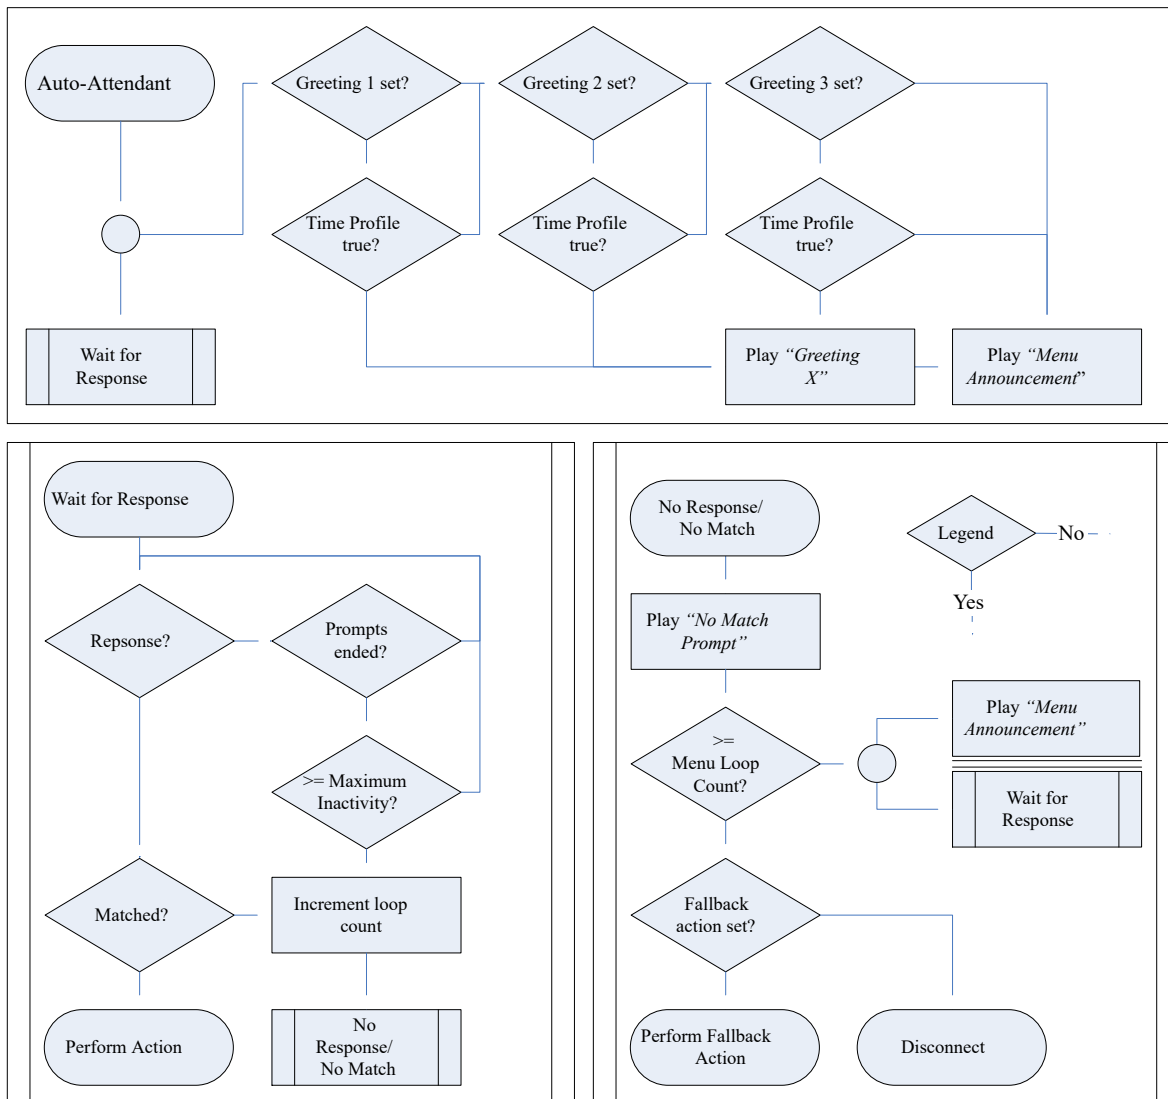 Auto-Attendant
Greeting 1 set?
Greeting 2 set?
Greeting 3 set?
Time Profile
true?
Time Profile
true?
Time Profile
true?
Wait for
Response
Play “Greeting
X”
Play “Menu
Announcement”
Wait for Response
Repsonse?
Prompts
ended?
>= Maximum
Inactivity?
Matched?
Increment loop
count
Perform Action
No
Response/
No Match
No Response/
No Match
Legend
No
Yes
Play “No Match
Prompt”
>=
Menu Loop
Count?
Play “Menu
Announcement”
Wait for
Response
Fallback
action set?
Perform Fallback
Action
Disconnect